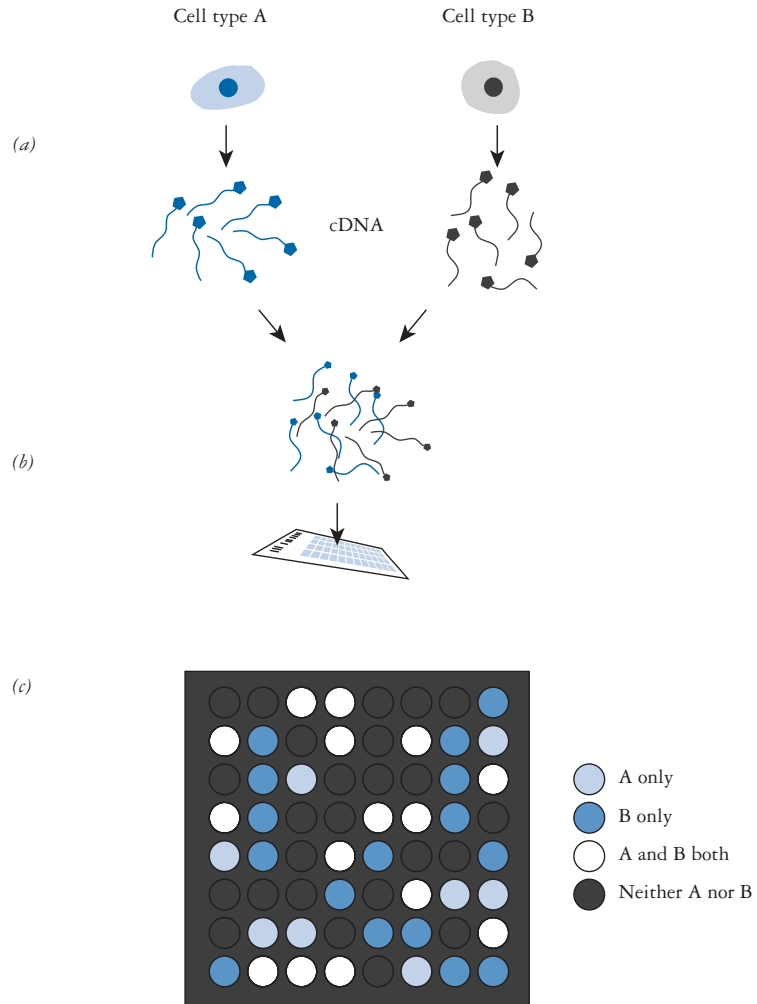 Cell type A
Cell type B
(a)
cDNA
(b)
(c)
A only
B only
A and B both
Neither A nor B